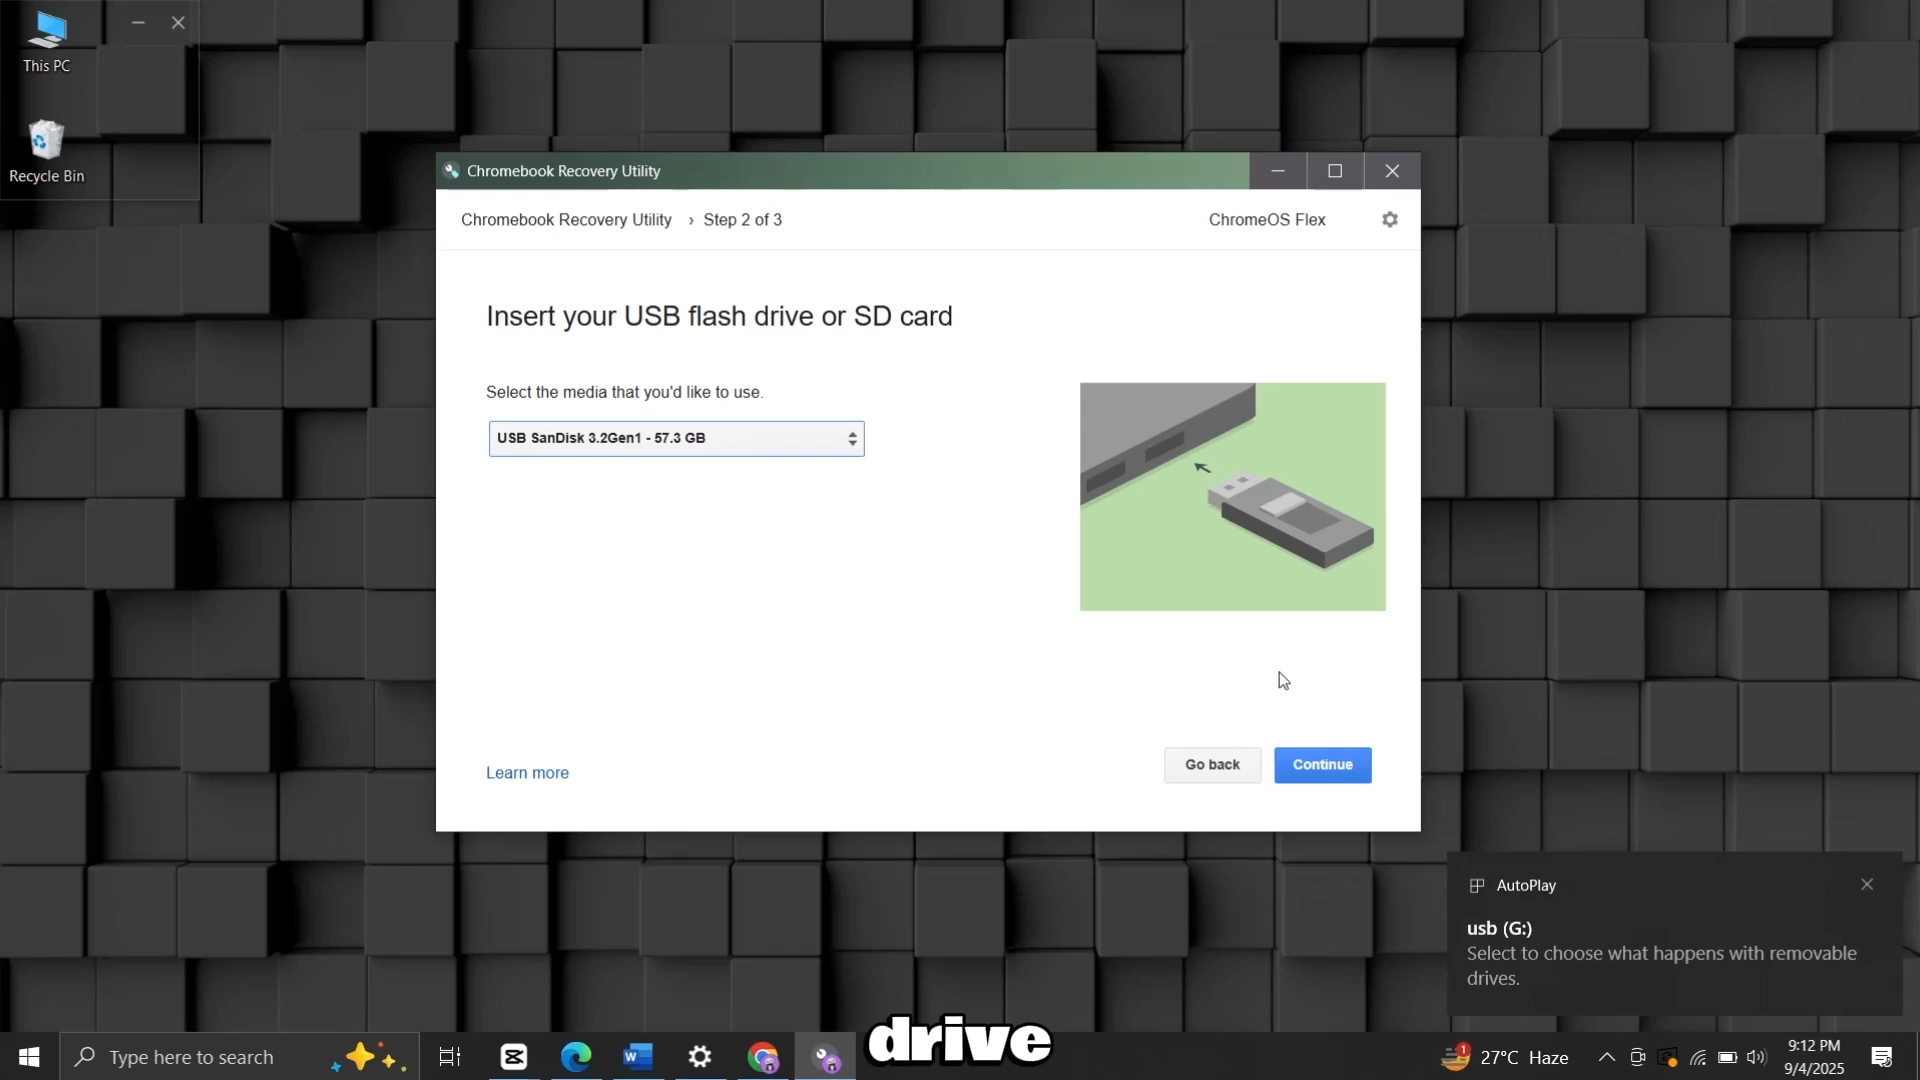 This PC
Recycle Bin
Chromebook Recovery Utility
Chromebook Recovery Utility › Step 2 of 3
ChromeOS Flex
Insert your USB flash drive or SD card
Select the media that you'd like to use.
USB SanDisk 3.2Gen1 - 57.3 GB
Learn more
Go back
Continue
AutoPlay
usb (G:)
Select to choose what happens with removable
drives.
drive
Type here to search
1
27°C Haze
9:12 PM
9/4/2025